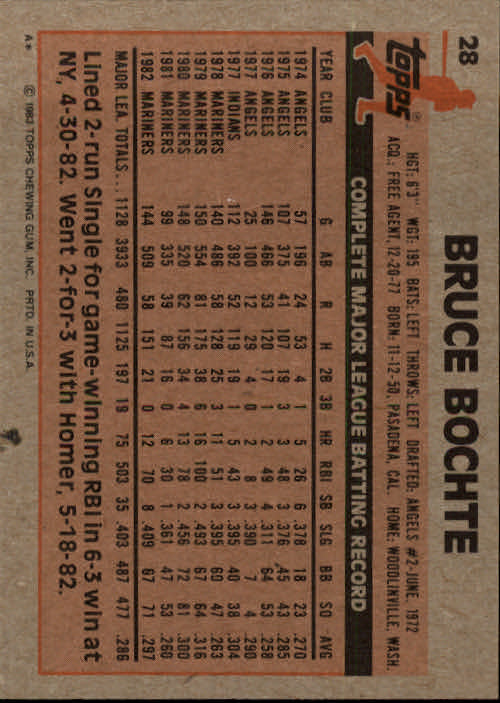 28
BRUCE BOCHTE
topps®
HGT: 6'3" WGT: 195 BATS: LEFT THROWS: LEFT DRAFTED: ANGELS #2-JUNE 1972
ACQ.: FREE AGENT, 12-20-77 BORN: 11-12-50, PASADENA, CAL. HOME: WOODLINVILLE, WASH.
COMPLETE MAJOR LEAGUE BATTING RECORD
YEAR CLUB G AB R H 2B 3B HR RBI SB SLG BB SO AVG
1974 ANGELS 57 196 24 53 4 1 5 26 6 .378 18 23 .270
1975 ANGELS 107 375 41 107 19 3 3 48 3 .376 45 43 .285
1976 ANGELS 146 466 53 120 17 1 2 49 4 .311 64 53 .258
1977 ANGELS 25 100 12 29 4 0 2 8 3 .390 7 4 .290
1977 INDIANS 112 392 52 119 19 1 5 43 3 .395 40 38 .304
1978 MARINERS 140 486 58 128 25 3 11 51 3 .395 60 47 .263
1979 MARINERS 150 554 81 175 38 6 16 100 2 .493 67 64 .316
1980 MARINERS 148 520 62 156 34 4 13 78 2 .456 72 81 .300
1981 MARINERS 99 335 39 87 16 0 6 30 1 .361 47 53 .260
1982 MARINERS 144 509 58 151 21 0 12 70 8 .409 67 71 .297
MAJOR LEA. TOTALS... 1128 3933 480 1125 197 19 75 503 35 .403 487 477 .286
Lined 2-run Single for game-winning RBI in 6-3 win at
NY, 4-30-82. Went 2-for-3 with Homer, 5-18-82.
A* © 1983 TOPPS CHEWING GUM, INC. PRTD. IN U.S.A.